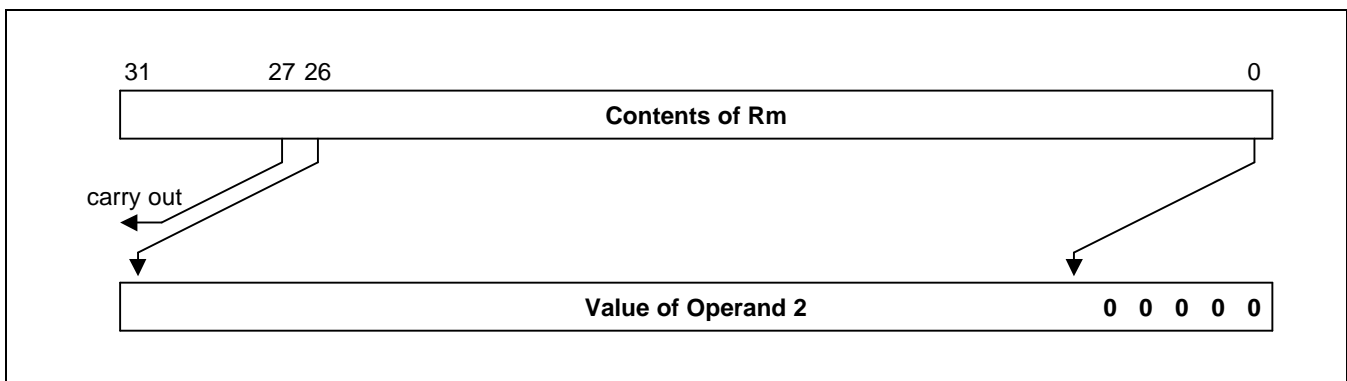 31 27 26 0
Contents of Rm
carry out
Value of Operand 2 0 0 0 0 0